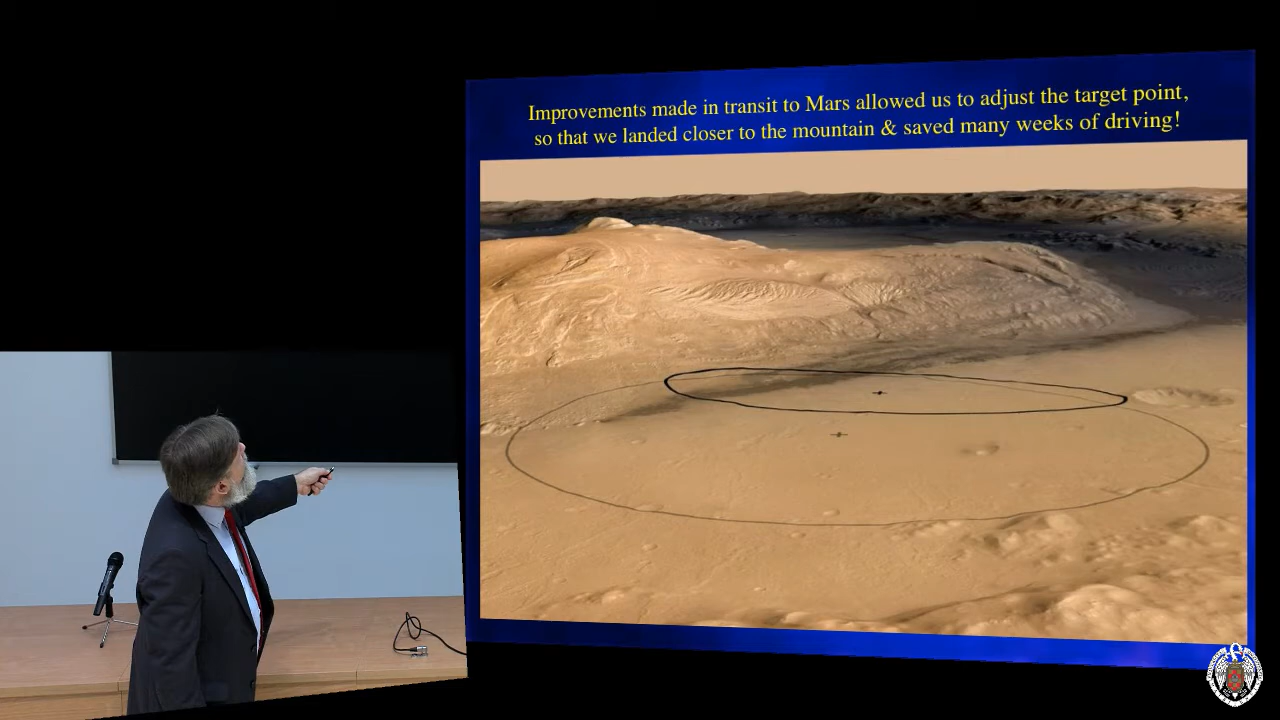 Improvements made in transit to Mars allowed us to adjust the target point,
so that we landed closer to the mountain & saved many weeks of driving!